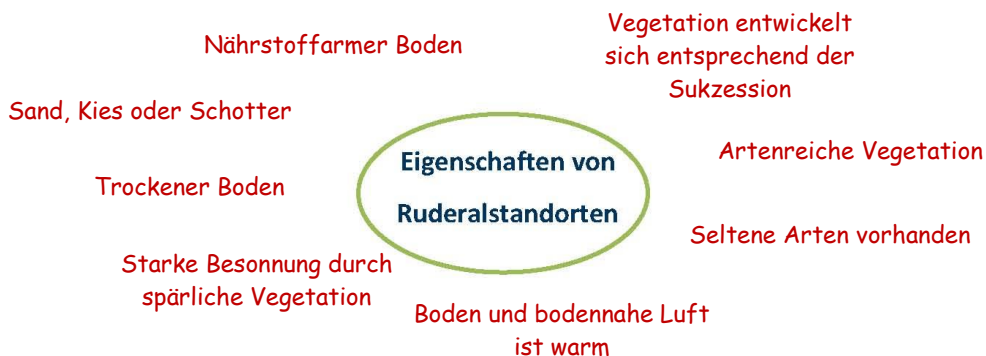 Vegetation entwickelt
sich entsprechend der
Sukzession
Nährstoffarmer Boden
Sand, Kies oder Schotter
Artenreiche Vegetation
Eigenschaften von
Ruderalstandorten
Trockener Boden
Seltene Arten vorhanden
Starke Besonnung durch
spärliche Vegetation
Boden und bodennahe Luft
ist warm